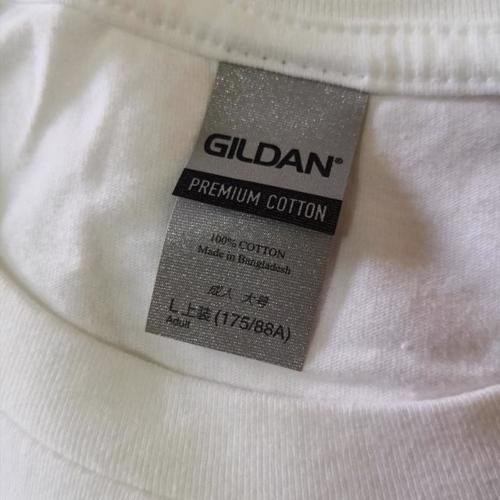 GILDAN®
PREMIUM COTTON
100% COTTON
Made in Bangladesh
成人 大号
L 上装 (175/88A)
Adult